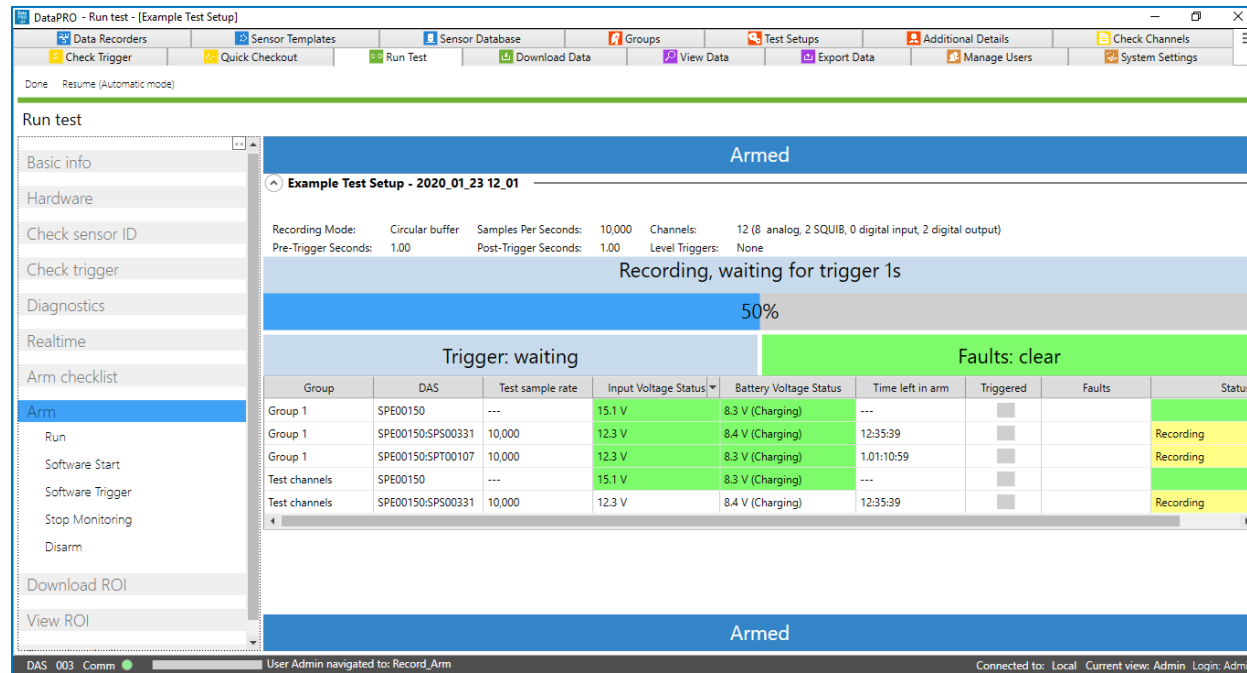 DataPRO - Run test - [Example Test Setup]
Data Recorders Sensor Templates Sensor Database Groups Test Setups Additional Details Check Channels
Check Trigger Quick Checkout Run Test Download Data View Data Export Data Manage Users System Settings
Done Resume (Automatic mode)
Run test
<<
Basic info
Hardware
Check sensor ID
Check trigger
Diagnostics
Realtime
Arm checklist
Arm
Run
Software Start
Software Trigger
Stop Monitoring
Disarm
Download ROI
View ROI
Armed
Example Test Setup - 2020_01_23 12_01
Recording Mode: Circular buffer Samples Per Seconds: 10,000 Channels: 12 (8 analog, 2 SQUIB, 0 digital input, 2 digital output)
Pre-Trigger Seconds: 1.00 Post-Trigger Seconds: 1.00 Level Triggers: None
Recording, waiting for trigger 1s
50%
Trigger: waiting Faults: clear
Group DAS Test sample rate Input Voltage Status Battery Voltage Status Time left in arm Triggered Faults Status
Group 1 SPE00150 --- 15.1 V 8.3 V (Charging) ---
Group 1 SPE00150:SPS00331 10,000 12.3 V 8.4 V (Charging) 12:35:39 Recording
Group 1 SPE00150:SPT00107 10,000 12.3 V 8.3 V (Charging) 1.01:10:59 Recording
Test channels SPE00150 --- 15.1 V 8.3 V (Charging) ---
Test channels SPE00150:SPS00331 10,000 12.3 V 8.4 V (Charging) 12:35:39 Recording
Armed
DAS 003 Comm User Admin navigated to: Record_Arm Connected to: Local Current view: Admin Login: Admi